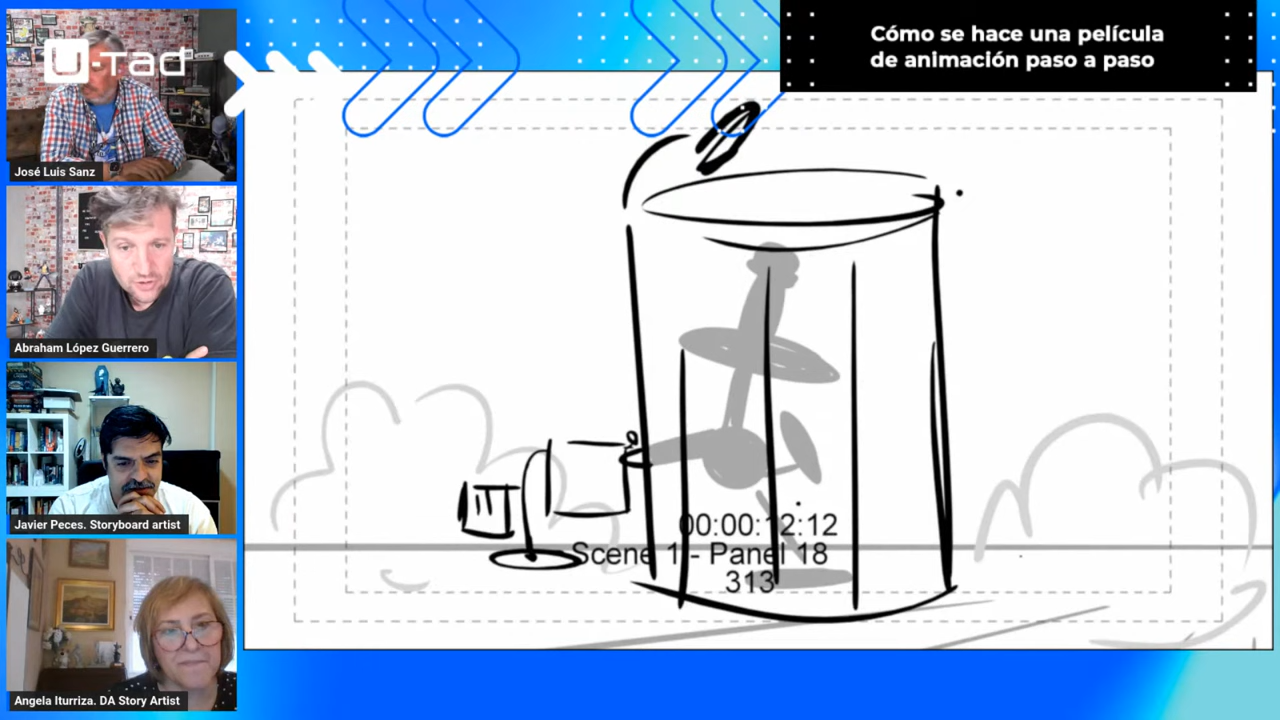 U-Tad
Cómo se hace una película
de animación paso a paso
José Luis Sanz
Abraham López Guerrero
Javier Peces. Storyboard artist
Angela Iturriza. DA Story Artist
00:00:12:12
Scene 1 - Panel 18
313